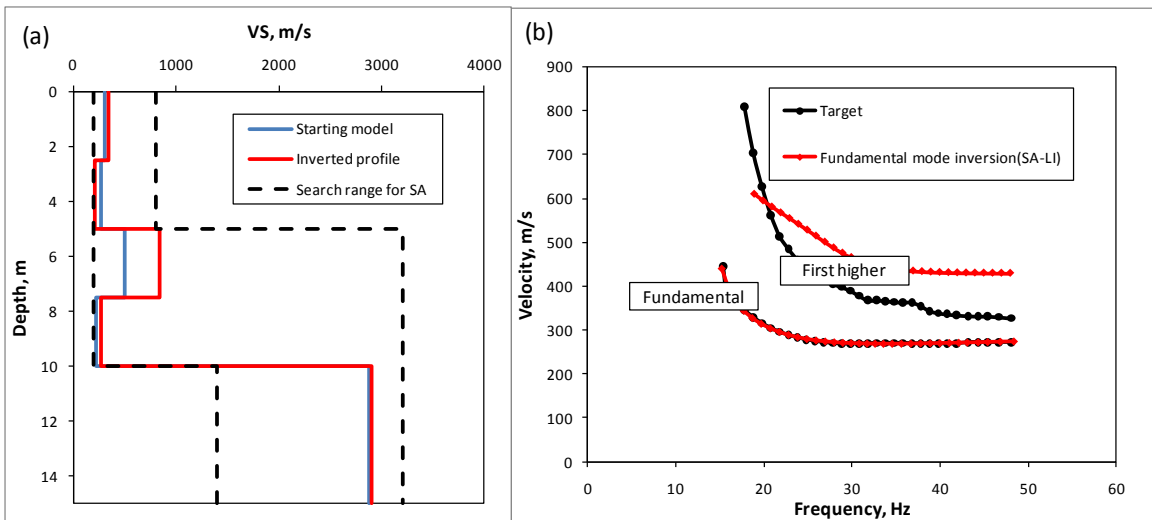 (a)
VS, m/s
0 1000 2000 3000 4000
0
2
4
6
8
10
12
14
Depth, m
Starting model
Inverted profile
Search range for SA
(b)
900
800
700
600
500
400
300
200
100
0
Velocity, m/s
Target
Fundamental mode inversion(SA-LI)
First higher
Fundamental
0 10 20 30 40 50 60
Frequency, Hz